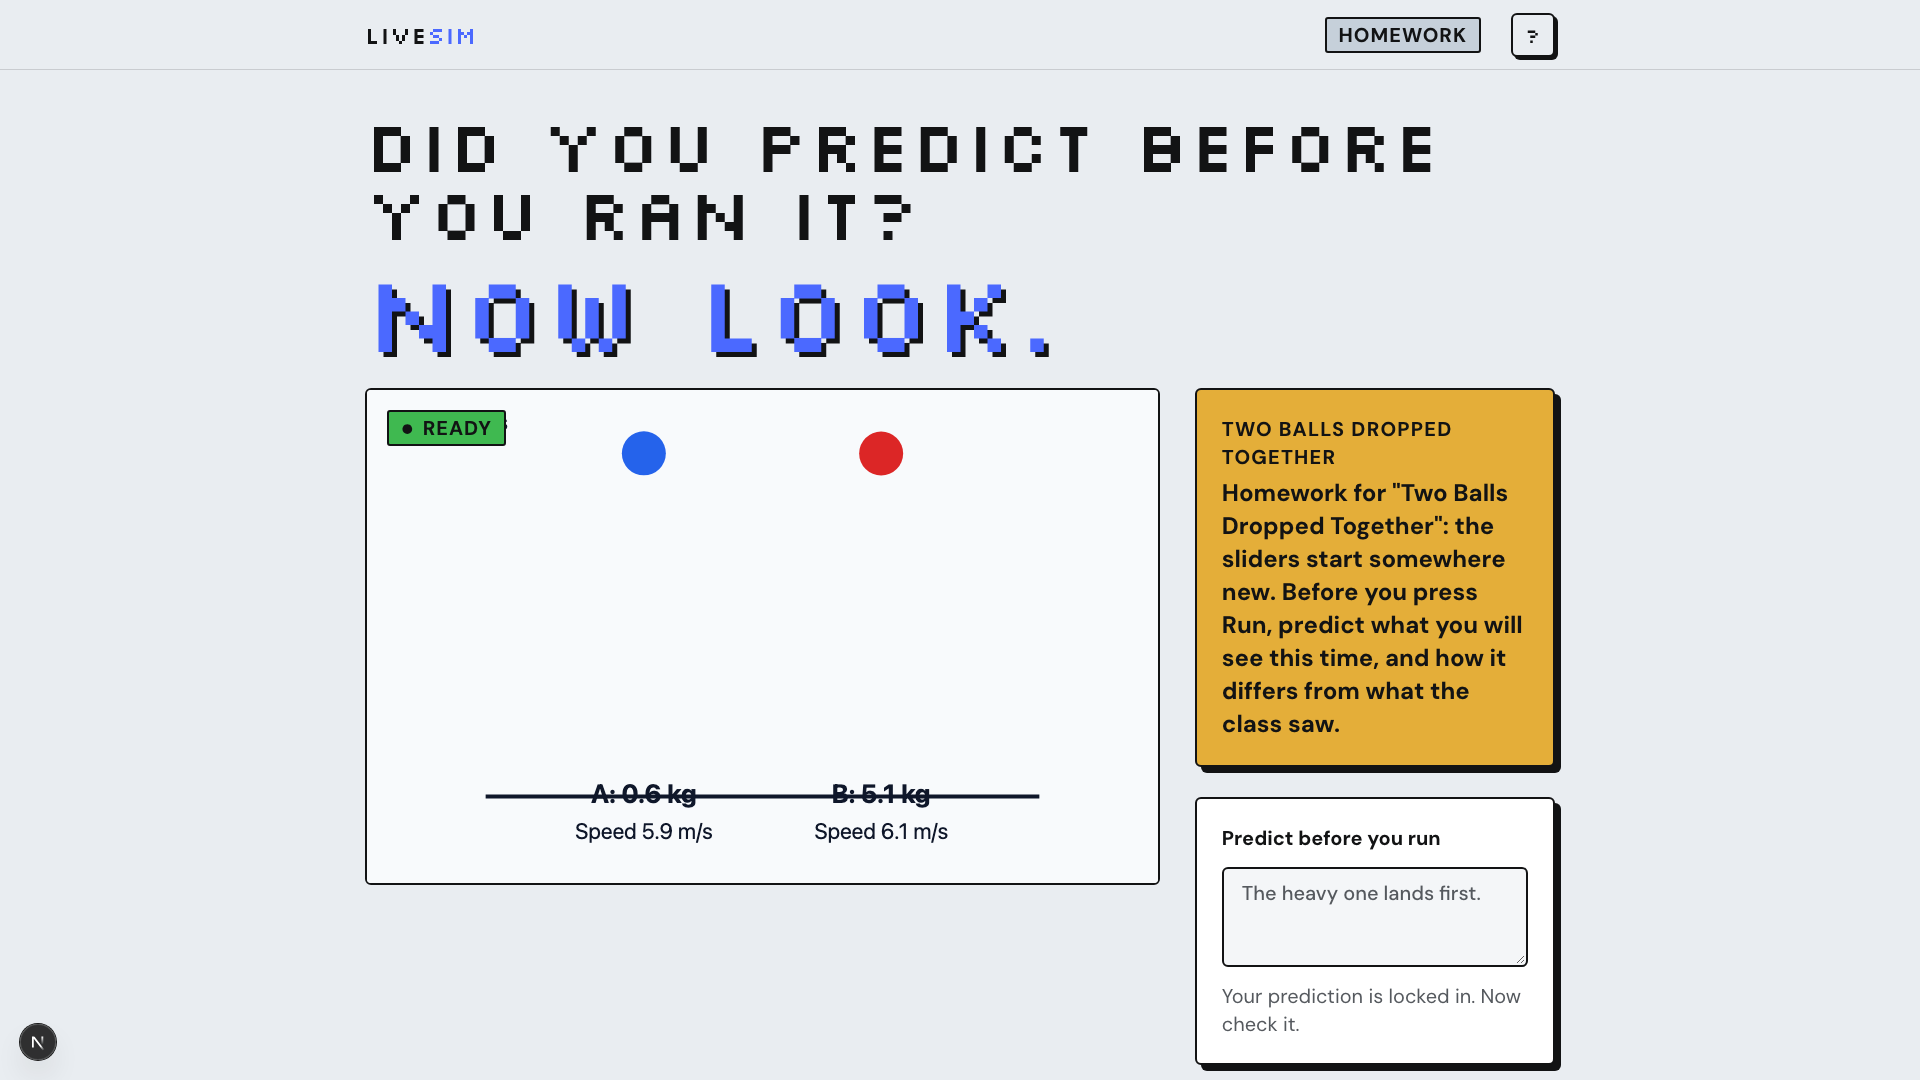 LIVESIM
HOMEWORK
?
DID YOU PREDICT BEFORE
YOU RAN IT?
NOW LOOK.
READY
A: 0.6 kg
B: 5.1 kg
Speed 5.9 m/s
Speed 6.1 m/s
TWO BALLS DROPPED
TOGETHER
Homework for "Two Balls
Dropped Together": the
sliders start somewhere
new. Before you press
Run, predict what you will
see this time, and how it
differs from what the
class saw.
Predict before you run
The heavy one lands first.
Your prediction is locked in. Now
check it.
N